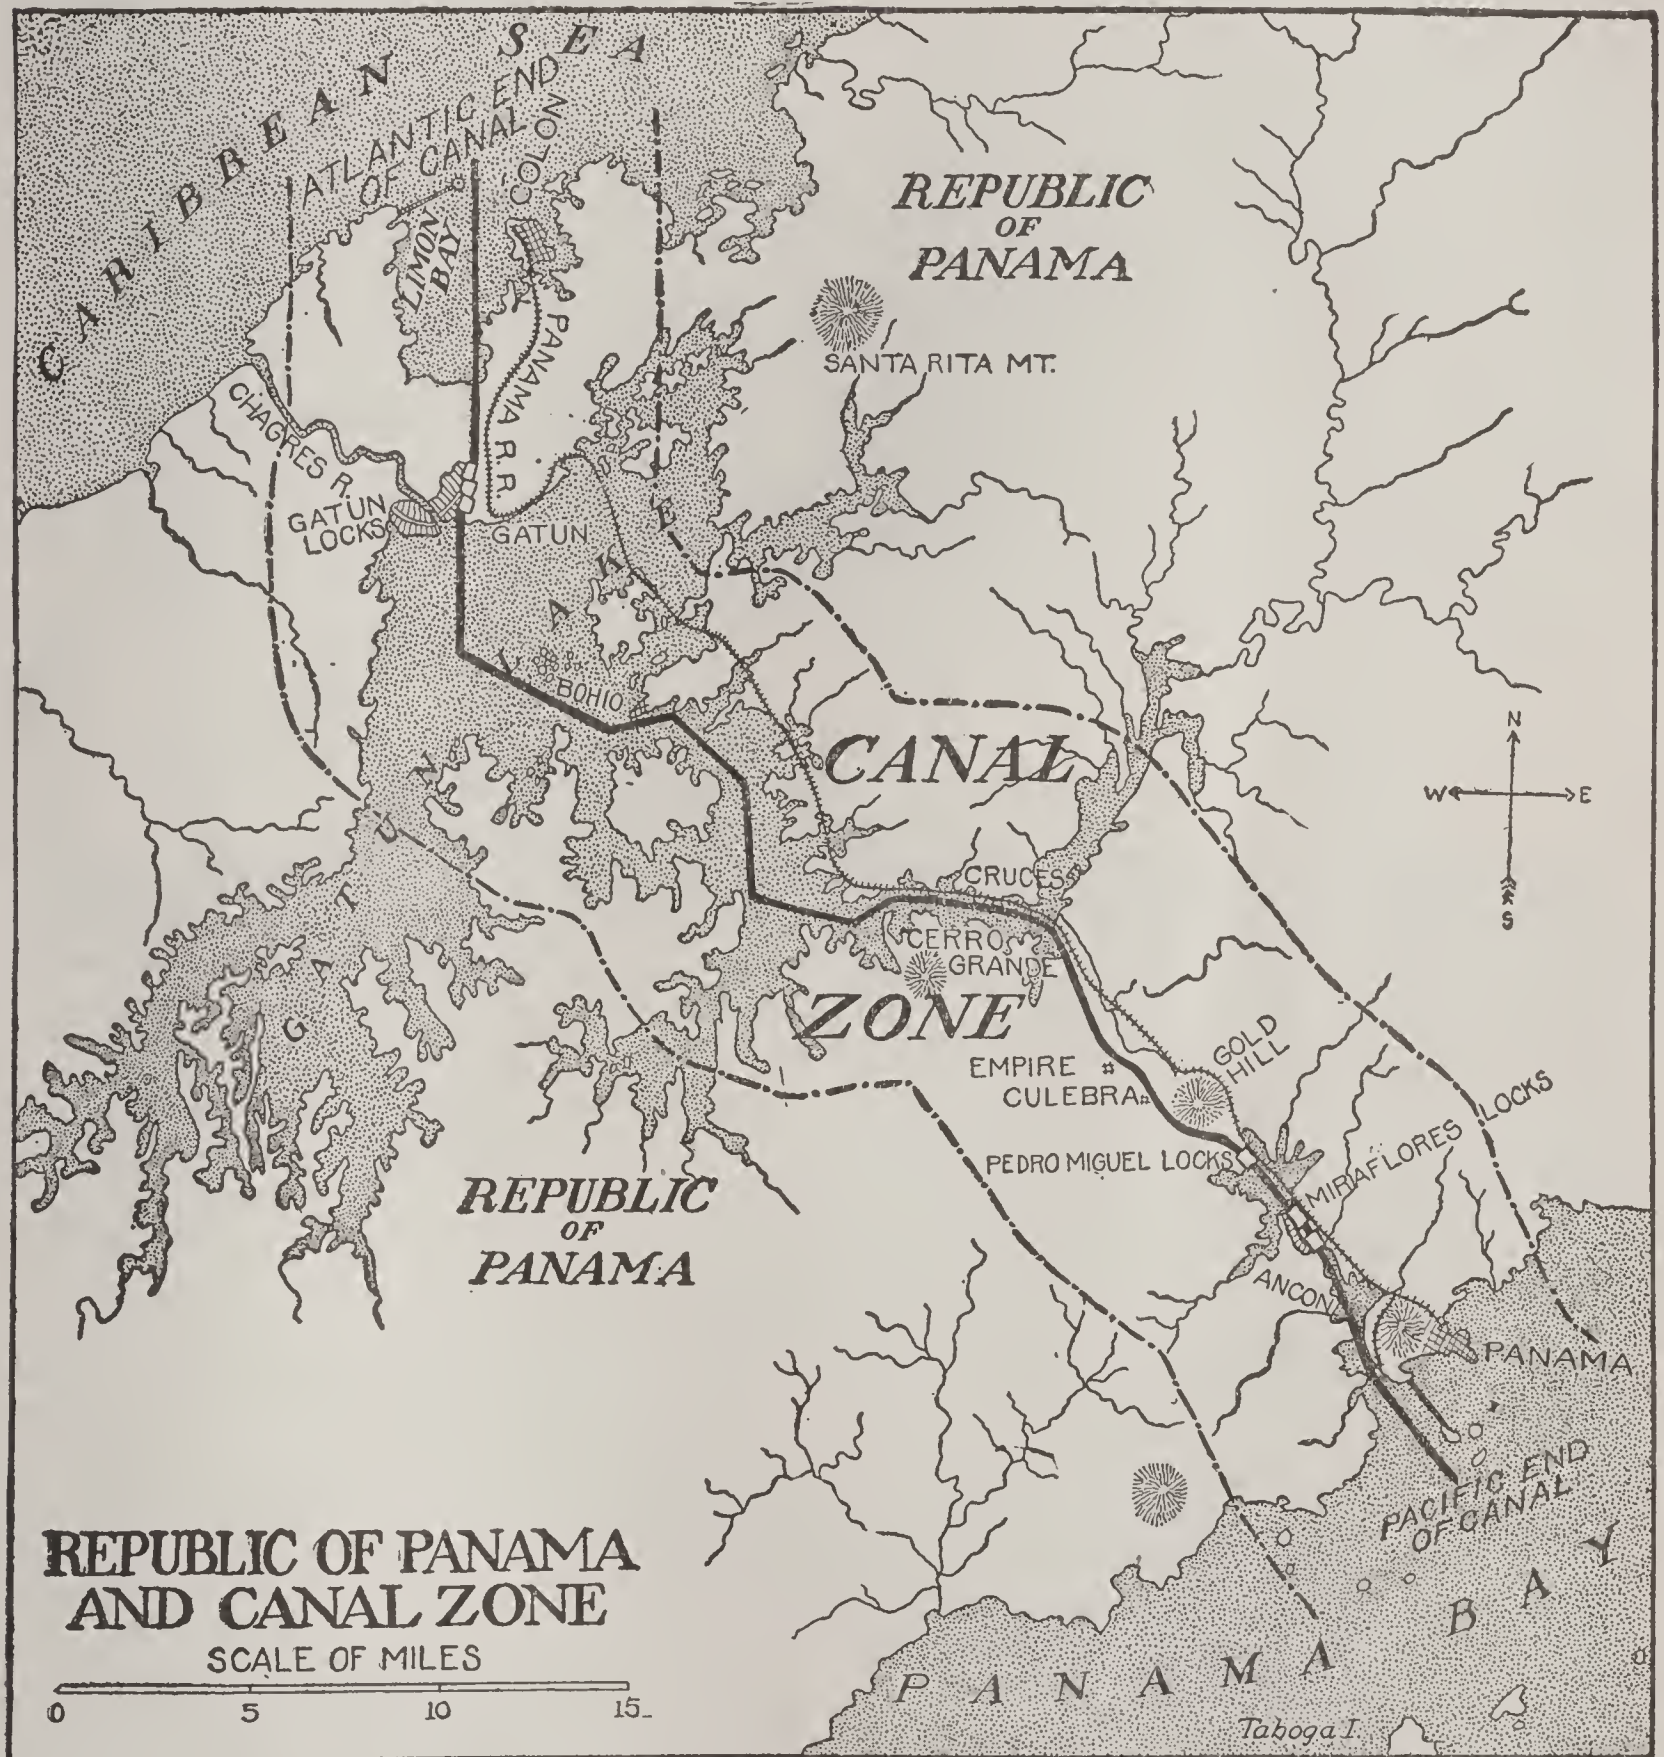 CARIBBEAN SEA
ATLANTIC END
OF CANAL
COLON
LIMON
BAY
PANAMA R.R.
REPUBLIC
OF
PANAMA
SANTA RITA MT.
CHAGRES R.
GATUN
LOCKS
GATUN
GATUN LAKE
BOHIO
CANAL
ZONE
N
W E
S
CRUCES
CERRO
GRANDE
GOLD
HILL
EMPIRE
CULEBRA
PEDRO MIGUEL LOCKS
MIRAFLORES LOCKS
REPUBLIC
OF
PANAMA
ANCON
PANAMA
PACIFIC END
OF CANAL
PANAMA BAY
Taboga I.
REPUBLIC OF PANAMA
AND CANAL ZONE
SCALE OF MILES
0 5 10 15